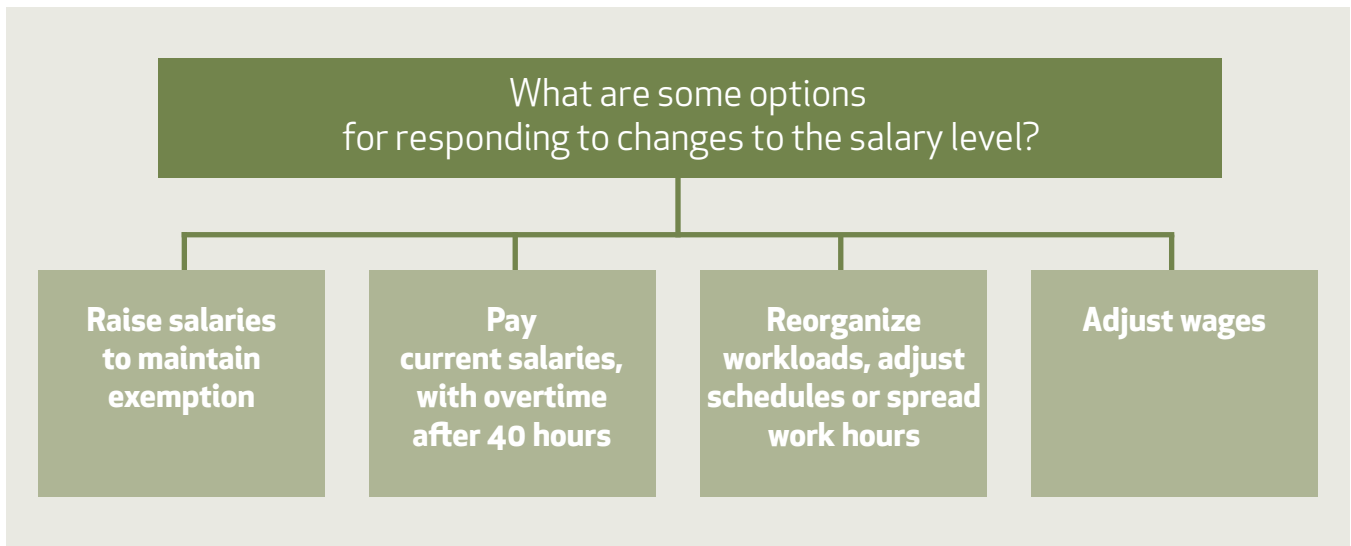 What are some options
for responding to changes to the salary level?
Raise salaries
to maintain
exemption
Pay
current salaries,
with overtime
after 40 hours
Reorganize
workloads, adjust
schedules or spread
work hours
Adjust wages